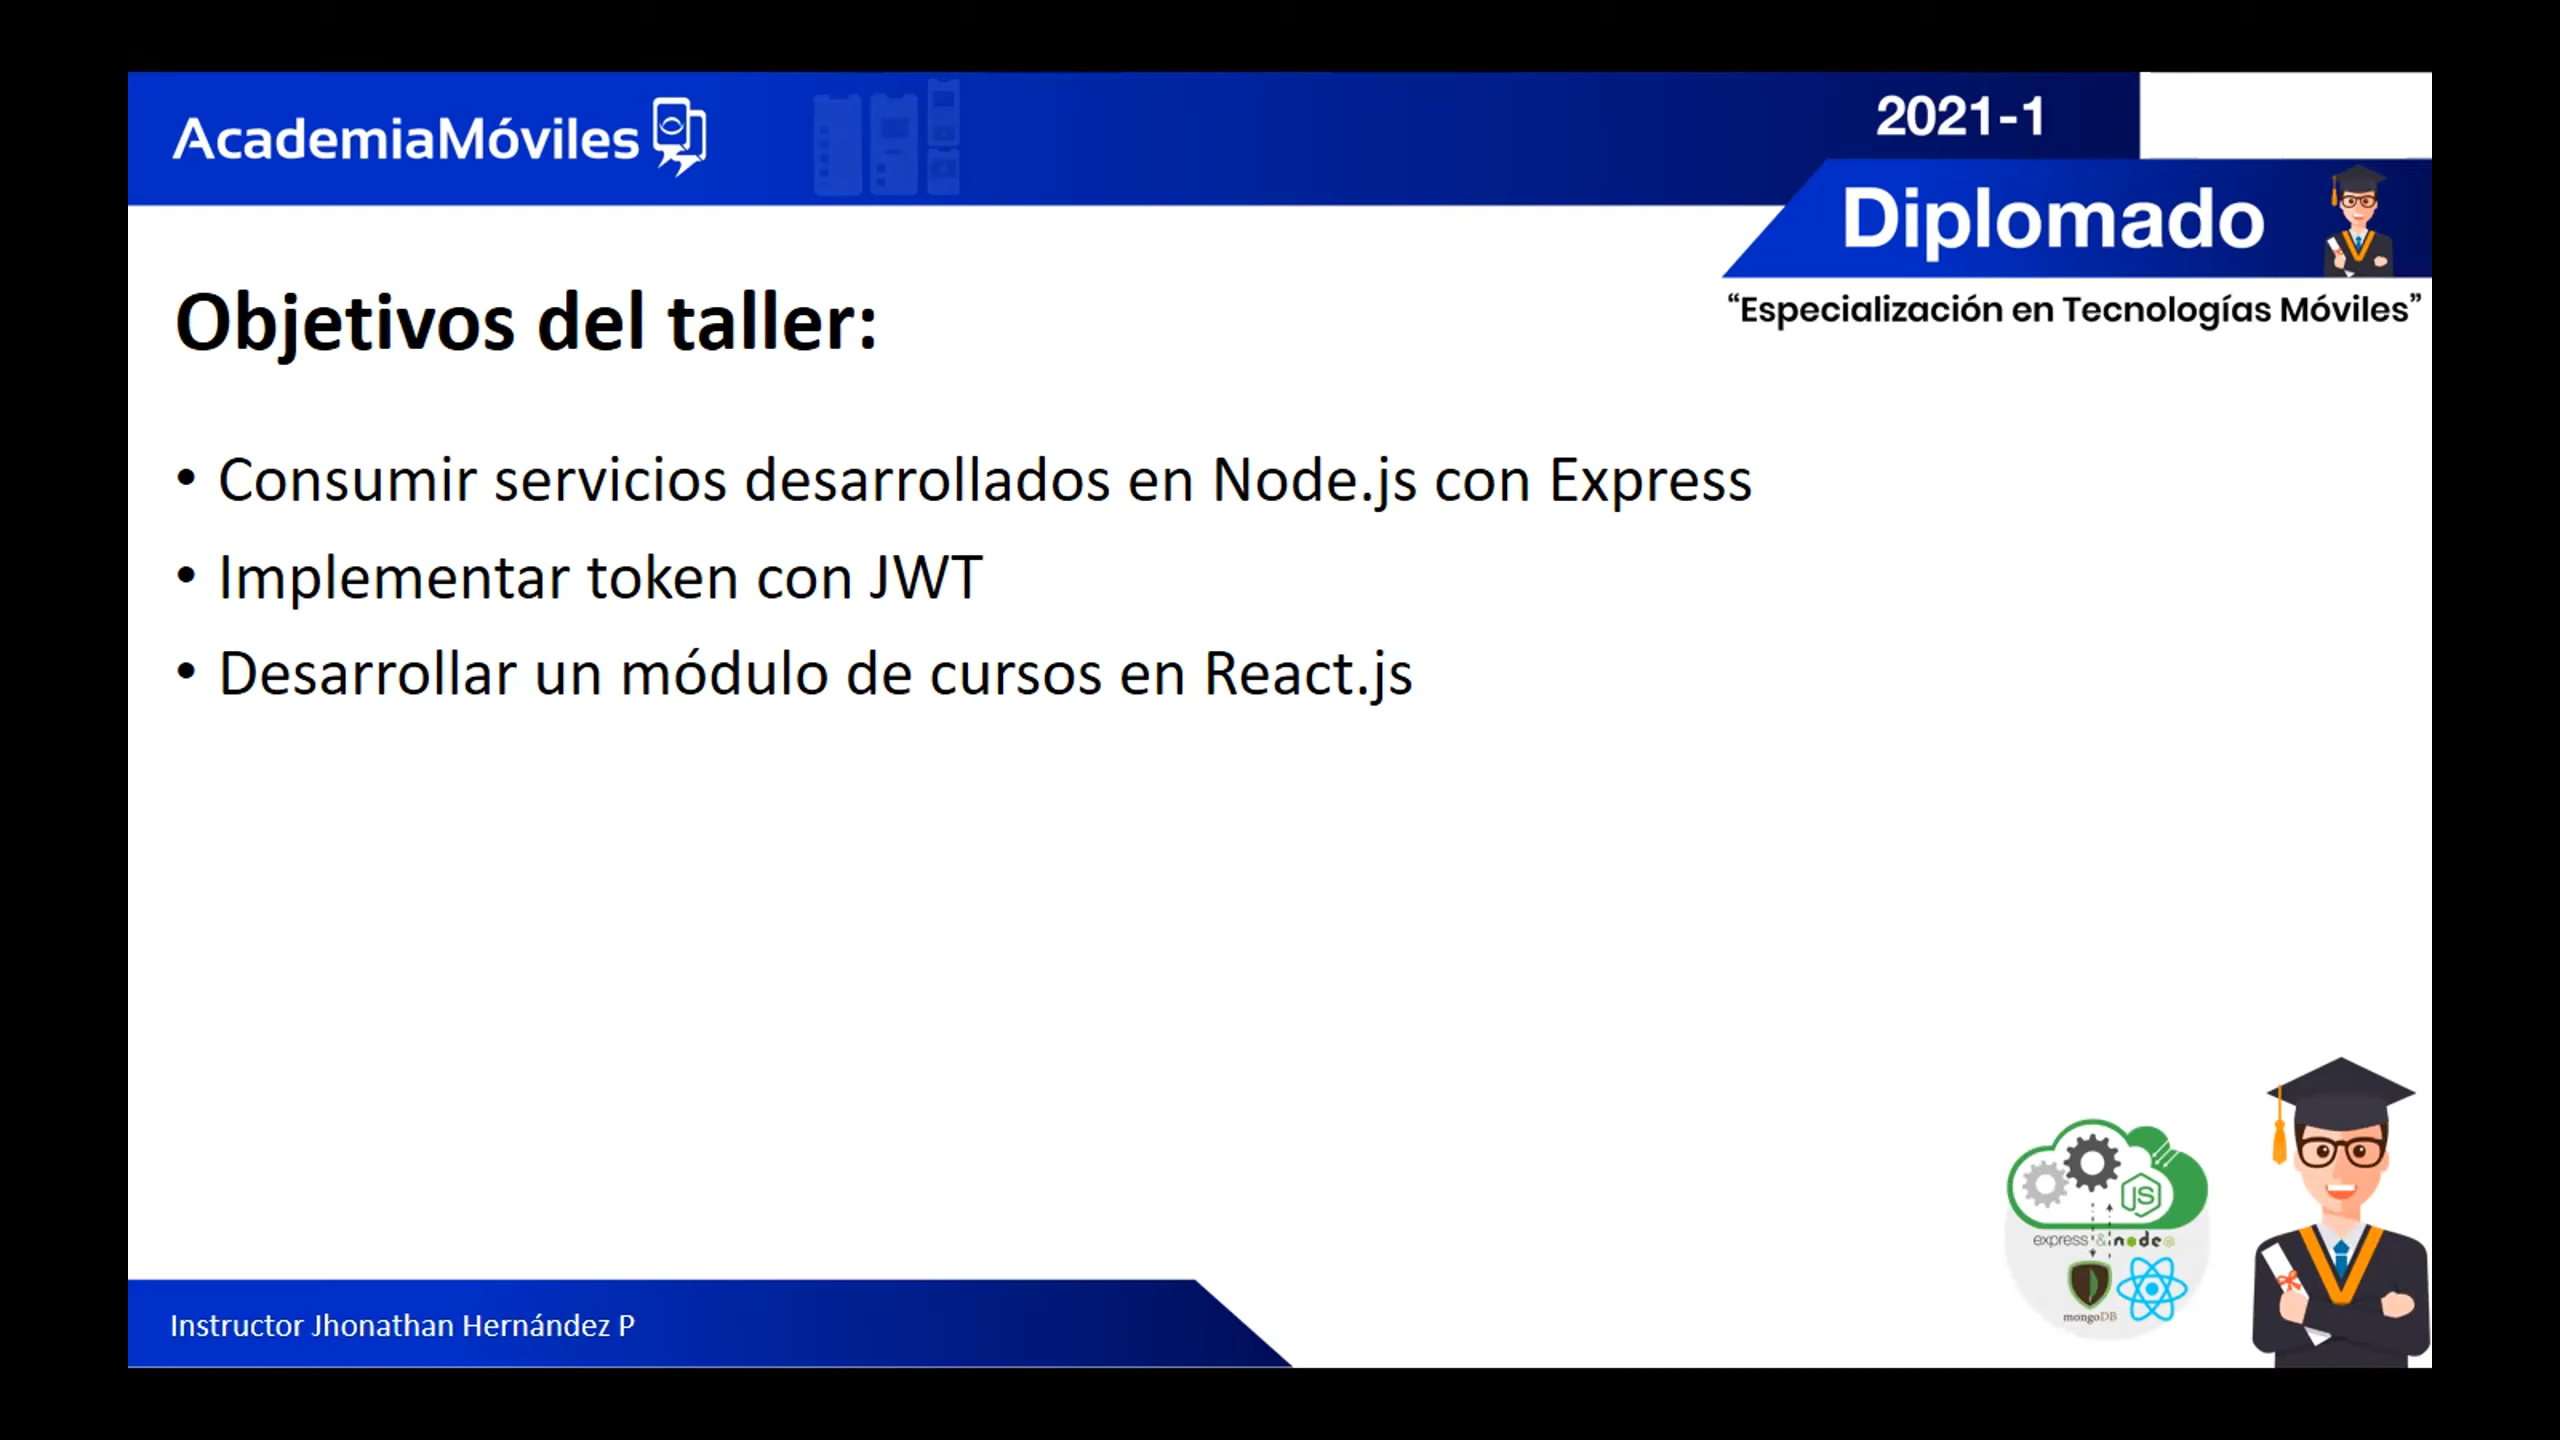 AcademiaMóviles
2021-1
Diplomado
“Especialización en Tecnologías Móviles”
Objetivos del taller:
• Consumir servicios desarrollados en Node.js con Express
• Implementar token con JWT
• Desarrollar un módulo de cursos en React.js
JS
express & node
mongoDB
Instructor Jhonathan Hernández P